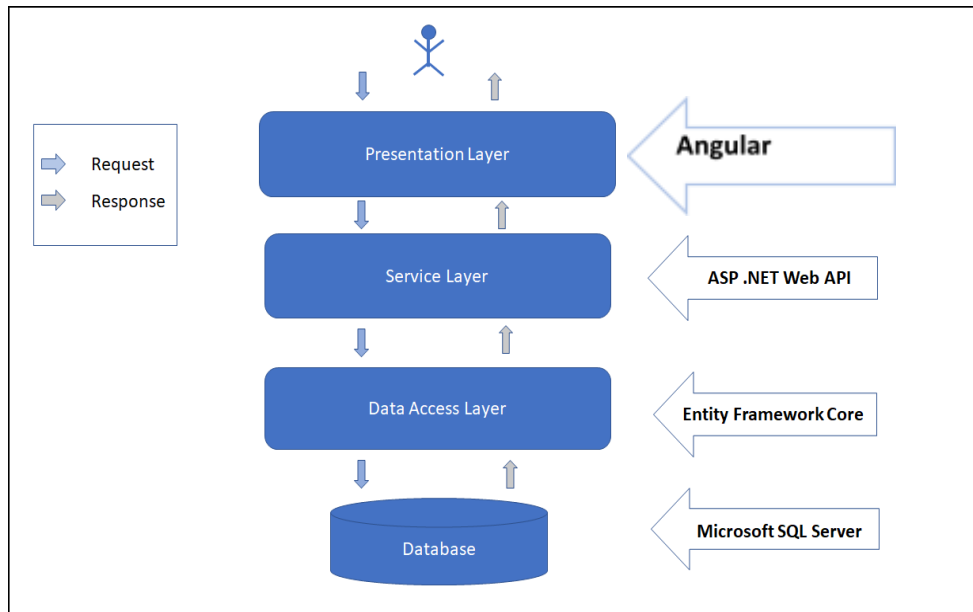 Presentation Layer
Angular
Request
Response
Service Layer
ASP .NET Web API
Data Access Layer
Entity Framework Core
Database
Microsoft SQL Server